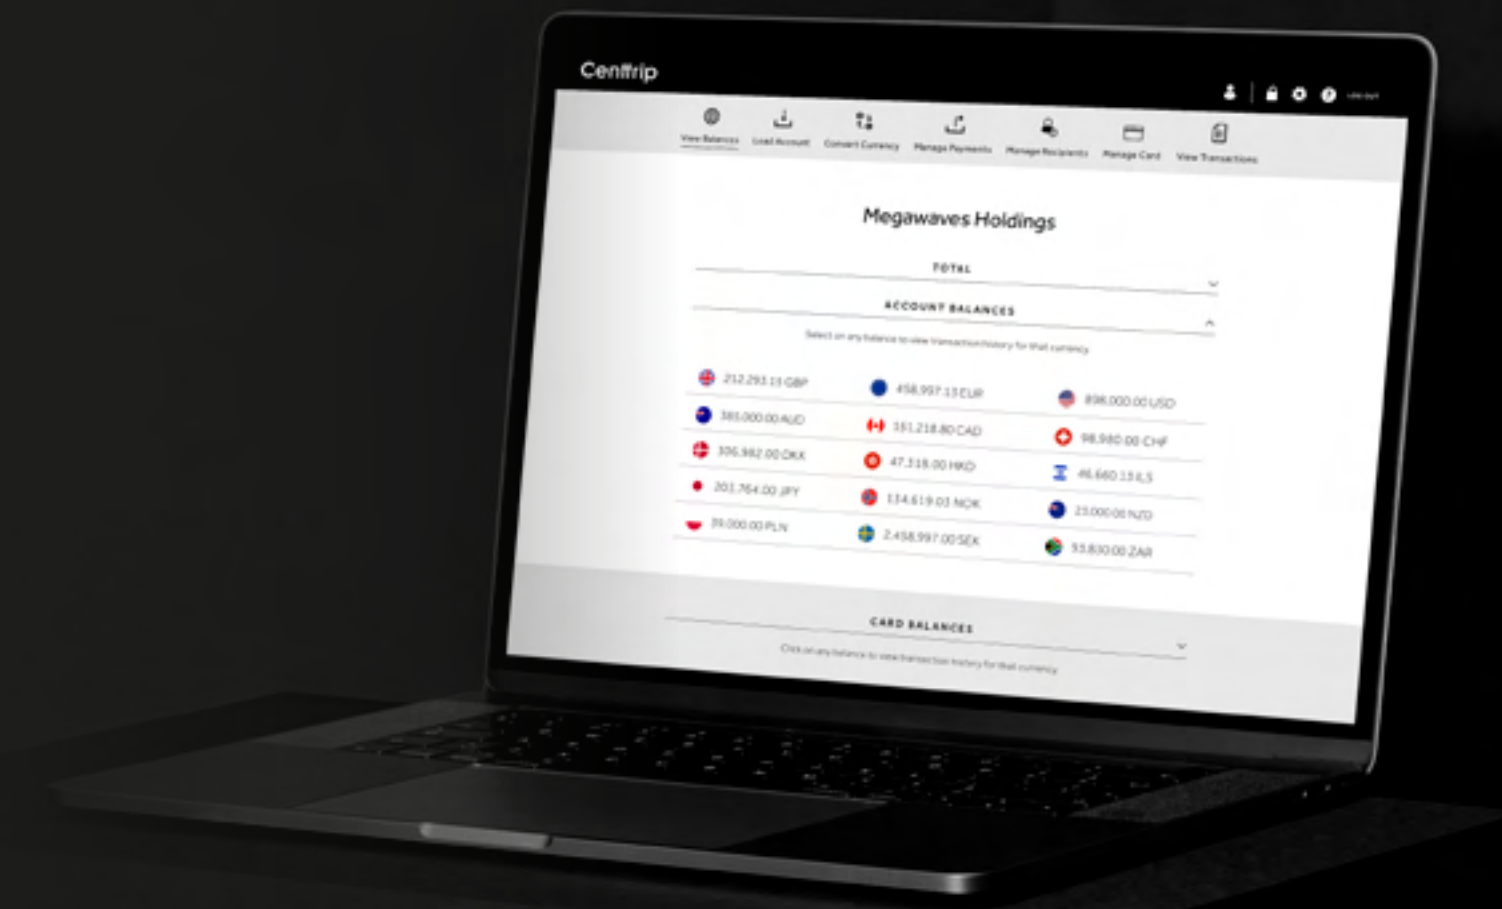 Centtrip
LOG OUT
View Balances Load Account Convert Currency Manage Payments Manage Recipients Manage Card View Transactions
Megawaves Holdings
TOTAL
ACCOUNT BALANCES
Select on any balance to view transaction history for that currency
212.293.15 GBP 458.997.13 EUR 898.000.00 USD
385.000.00 AUD 161.218.80 CAD 98.980.00 CHF
306.982.00 DKK 47.318.00 HKD 46.660.13 ILS
203.764.00 JPY 134.619.03 NOK 23.000.00 NZD
39.000.00 PLN 2.458.997.00 SEK 93.830.00 ZAR
CARD BALANCES
Click on any balance to view transaction history for that currency